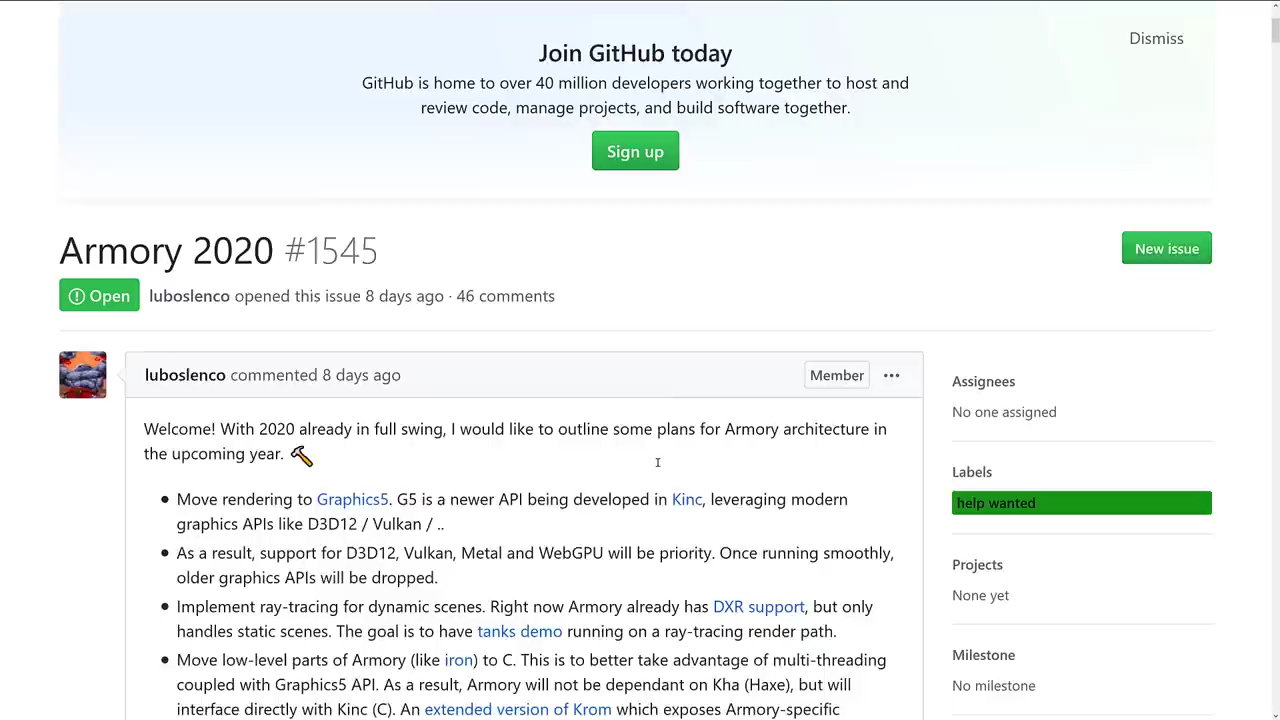 Join GitHub today
Dismiss
GitHub is home to over 40 million developers working together to host and
review code, manage projects, and build software together.
Sign up
Armory 2020 #1545
New issue
Open luboslenco opened this issue 8 days ago · 46 comments
luboslenco commented 8 days ago
Member
Welcome! With 2020 already in full swing, I would like to outline some plans for Armory architecture in
the upcoming year.
• Move rendering to Graphics5. G5 is a newer API being developed in Kinc, leveraging modern
graphics APIs like D3D12 / Vulkan / ..
• As a result, support for D3D12, Vulkan, Metal and WebGPU will be priority. Once running smoothly,
older graphics APIs will be dropped.
• Implement ray-tracing for dynamic scenes. Right now Armory already has DXR support, but only
handles static scenes. The goal is to have tanks demo running on a ray-tracing render path.
• Move low-level parts of Armory (like iron) to C. This is to better take advantage of multi-threading
coupled with Graphics5 API. As a result, Armory will not be dependant on Kha (Haxe), but will
interface directly with Kinc (C). An extended version of Krom which exposes Armory-specific
Assignees
No one assigned
Labels
help wanted
Projects
None yet
Milestone
No milestone